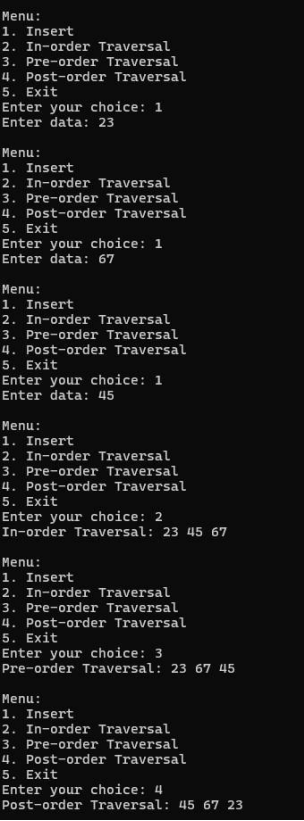 Menu:
1. Insert
2. In-order Traversal
3. Pre-order Traversal
4. Post-order Traversal
5. Exit
Enter your choice: 1
Enter data: 23
Menu:
1. Insert
2. In-order Traversal
3. Pre-order Traversal
4. Post-order Traversal
5. Exit
Enter your choice: 1
Enter data: 67
Menu:
1. Insert
2. In-order Traversal
3. Pre-order Traversal
4. Post-order Traversal
5. Exit
Enter your choice: 1
Enter data: 45
Menu:
1. Insert
2. In-order Traversal
3. Pre-order Traversal
4. Post-order Traversal
5. Exit
Enter your choice: 2
In-order Traversal: 23 45 67
Menu:
1. Insert
2. In-order Traversal
3. Pre-order Traversal
4. Post-order Traversal
5. Exit
Enter your choice: 3
Pre-order Traversal: 23 67 45
Menu:
1. Insert
2. In-order Traversal
3. Pre-order Traversal
4. Post-order Traversal
5. Exit
Enter your choice: 4
Post-order Traversal: 45 67 23